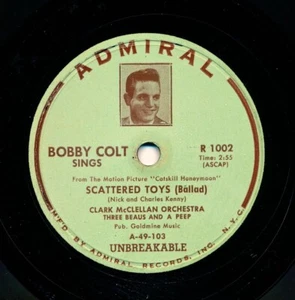 ADMIRAL
BOBBY COLT
SINGS
R 1002
Time: 2:55
(ASCAP)
From The Motion Picture "Catskill Honeymoon"
SCATTERED TOYS (Ballad)
(Nick and Charles Kenny)
CLARK McCLELLAN ORCHESTRA
THREE BEAUS AND A PEEP
Pub. Goldmine Music
A-49-103
UNBREAKABLE
MF'D BY ADMIRAL RECORDS, INC., N.Y.C.